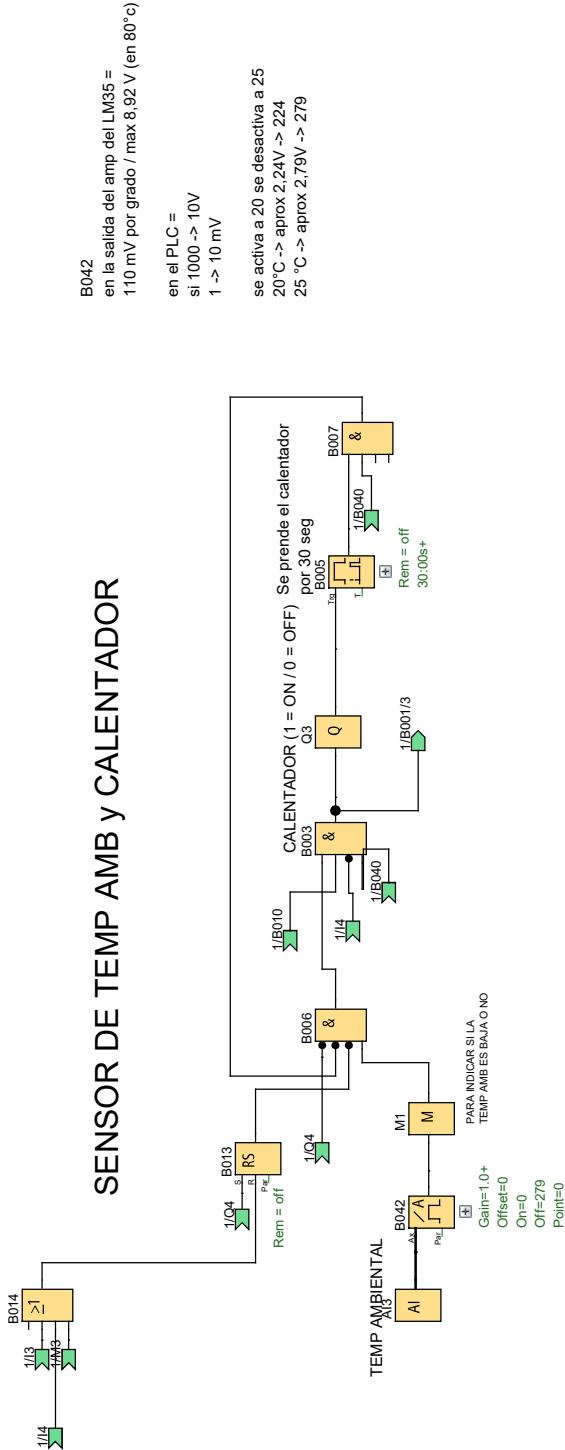 SENSOR DE TEMP AMB y CALENTADOR
B014
≥1
1/I3
1/M3
1/I4
B013
RS
S
R
Par
1/Q4
Rem = off
1/Q4
TEMP AMBIENTAL
AI3
AI
B042
/A
Ax
Par
+
Gain=1.0+
Offset=0
On=0
Off=279
Point=0
M1
M
PARA INDICAR SI LA
TEMP AMB ES BAJA O NO
B006
&
1/B010
1/I4
1/B040
CALENTADOR (1 = ON / 0 = OFF)
B003
&
1/B001/3
Q3
Q
Se prende el calentador
por 30 seg
B005
Trg
T
+
Rem = off
30:00s+
1/B040
B007
&
B042
en la salida del amp del LM35 =
110 mV por grado / max 8,92 V (en 80°c)
en el PLC =
si 1000 -> 10V
1 -> 10 mV
se activa a 20 se desactiva a 25
20°C -> aprox 2,24V -> 224
25 °C -> aprox 2,79V -> 279